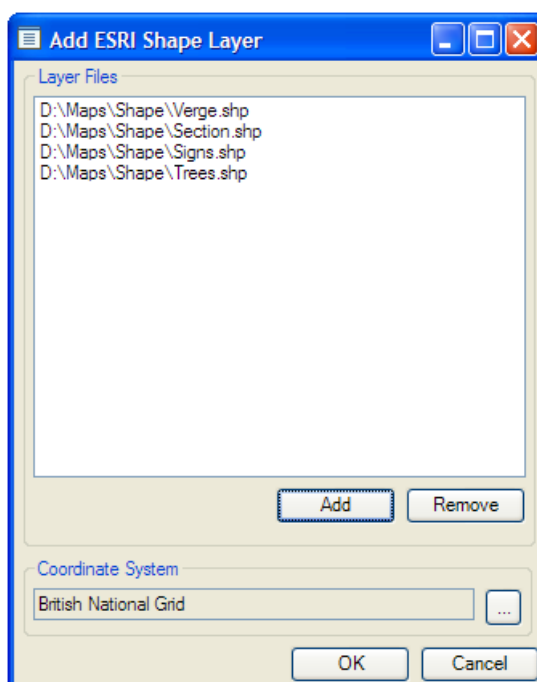 Add ESRI Shape Layer
Layer Files
D:\Maps\Shape\Verge.shp
D:\Maps\Shape\Section.shp
D:\Maps\Shape\Signs.shp
D:\Maps\Shape\Trees.shp
Add Remove
Coordinate System
British National Grid ...
OK Cancel